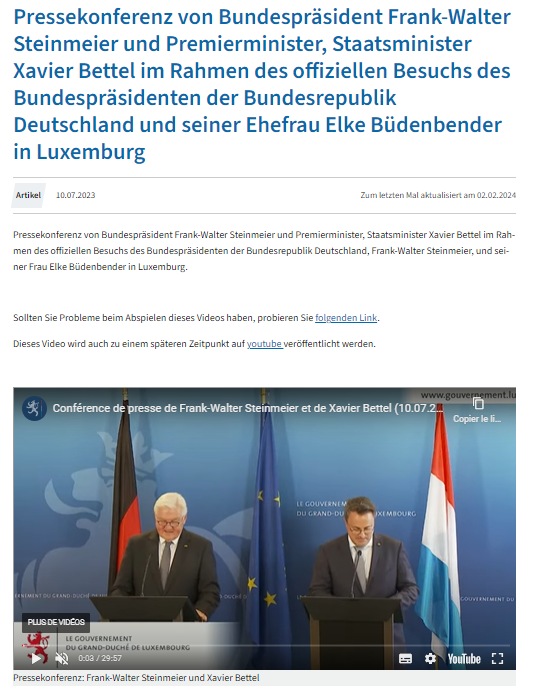 Pressekonferenz von Bundespräsident Frank-Walter
Steinmeier und Premierminister, Staatsminister
Xavier Bettel im Rahmen des offiziellen Besuchs des
Bundespräsidenten der Bundesrepublik
Deutschland und seiner Ehefrau Elke Büdenbender
in Luxemburg
Artikel 10.07.2023 Zum letzten Mal aktualisiert am 02.02.2024
Pressekonferenz von Bundespräsident Frank-Walter Steinmeier und Premierminister, Staatsminister Xavier Bettel im Rah-
men des offiziellen Besuchs des Bundespräsidenten der Bundesrepublik Deutschland, Frank-Walter Steinmeier, und sei-
ner Frau Elke Büdenbender in Luxemburg.
Sollten Sie Probleme beim Abspielen dieses Videos haben, probieren Sie folgenden Link.
Dieses Video wird auch zu einem späteren Zeitpunkt auf youtube veröffentlicht werden.
www.gouvernement.lu
Conférence de presse de Frank-Walter Steinmeier et de Xavier Bettel (10.07.2...
Copier le li...
LE GOUVERNEMENT
DU GRAND-DUCHÉ DE LUXEMBOURG
PLUS DE VIDÉOS
LE GOUVERNEMENT
DU GRAND-DUCHÉ DE LUXEMBOURG
0:03 / 29:57
YouTube
Pressekonferenz: Frank-Walter Steinmeier und Xavier Bettel